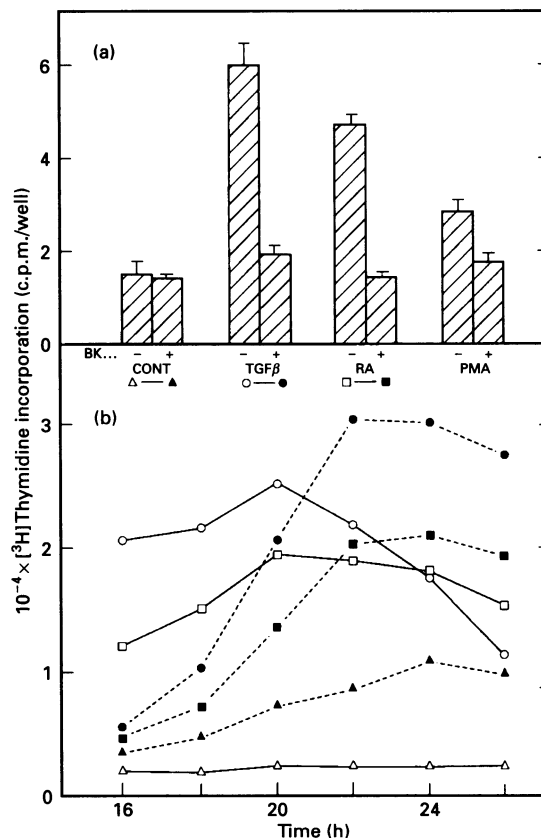 (a)
6
4
2
0
BK... − + − + − + − +
CONT TGFβ RA PMA
(b)
3
2
1
0
16 20 24
Time (h)
10⁻⁴ × [³H]Thymidine incorporation (c.p.m./well)